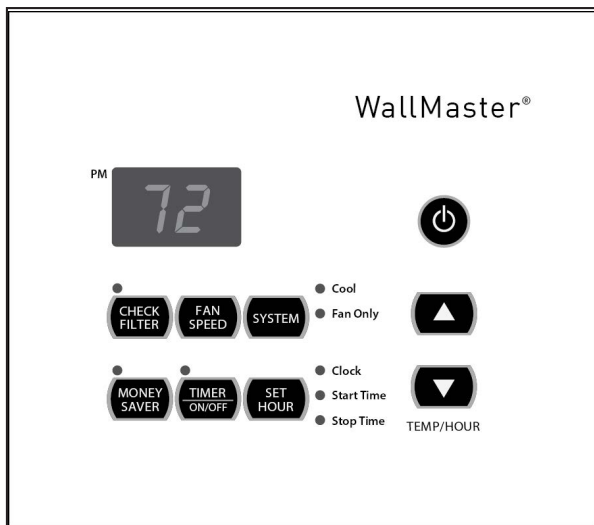 WallMaster®
PM
72
Cool
CHECK
FILTER
FAN
SPEED
SYSTEM
Fan Only
Clock
MONEY
SAVER
TIMER
ON/OFF
SET
HOUR
Start Time
Stop Time
TEMP/HOUR